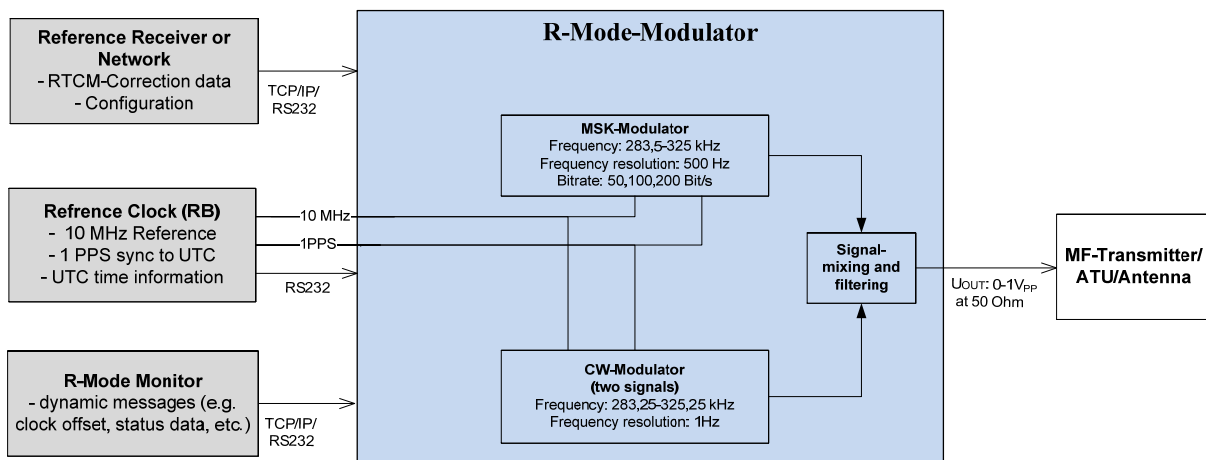 R-Mode-Modulator
Reference Receiver or
Network
- RTCM-Correction data
- Configuration
TCP/IP/
RS232
MSK-Modulator
Frequency: 283,5-325 kHz
Frequency resolution: 500 Hz
Bitrate: 50,100,200 Bit/s
Refrence Clock (RB)
- 10 MHz Reference
- 1 PPS sync to UTC
- UTC time information
10 MHz
1PPS
RS232
Signal-
mixing and
filtering
UOUT: 0-1VPP
at 50 Ohm
MF-Transmitter/
ATU/Antenna
R-Mode Monitor
- dynamic messages (e.g.
clock offset, status data, etc.)
TCP/IP/
RS232
CW-Modulator
(two signals)
Frequency: 283,25-325,25 kHz
Frequency resolution: 1Hz